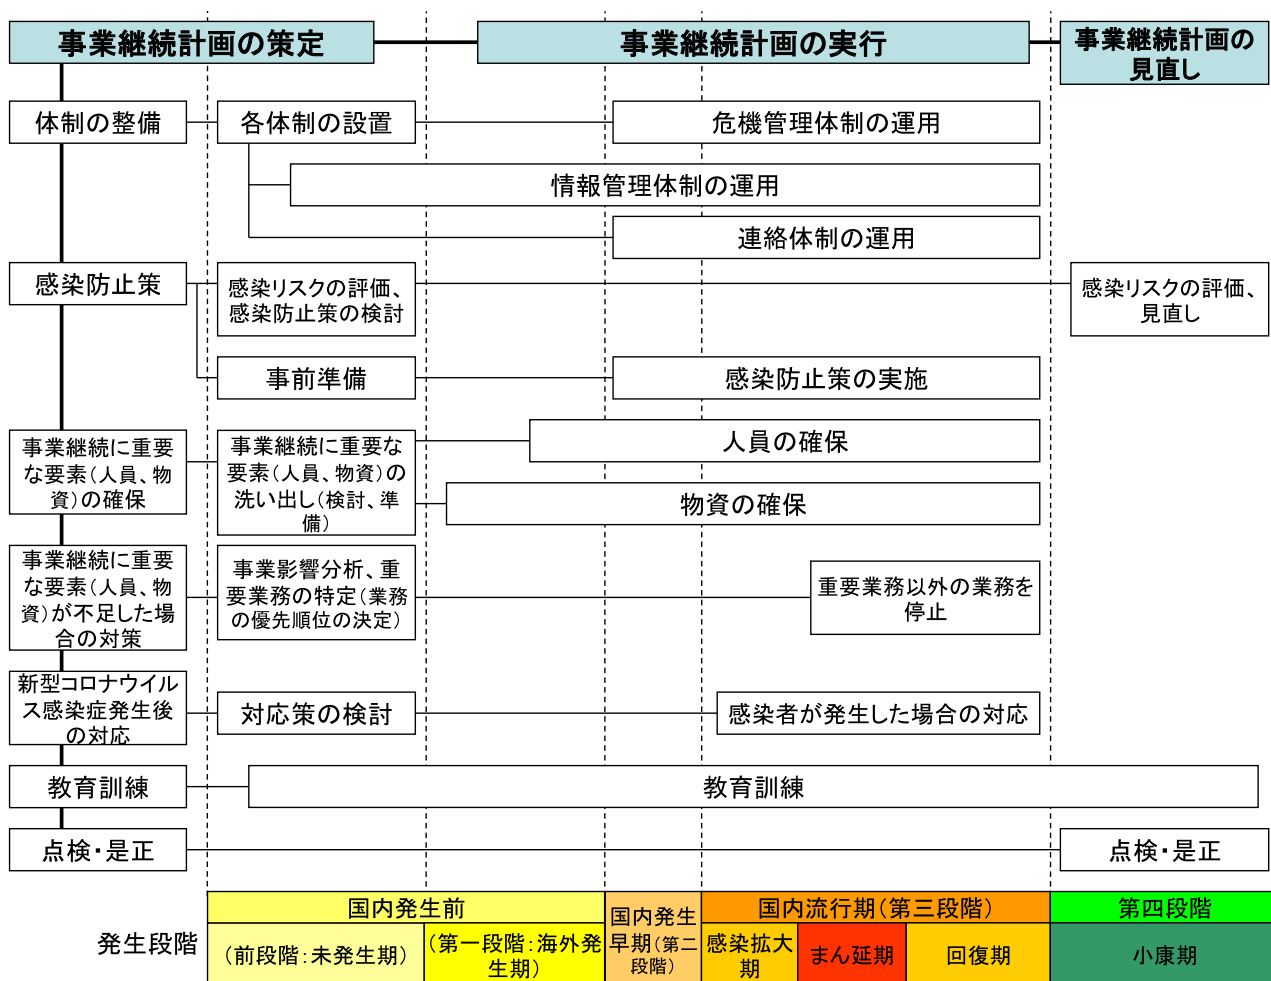 事業継続計画の策定
事業継続計画の実行
事業継続計画の
見直し
体制の整備
各体制の設置
危機管理体制の運用
情報管理体制の運用
連絡体制の運用
感染防止策
感染リスクの評価、
感染防止策の検討
感染リスクの評価、
見直し
事前準備
感染防止策の実施
事業継続に重要
な要素(人員、物
資)の確保
事業継続に重要な
要素(人員、物資)の
洗い出し(検討、準
備)
人員の確保
物資の確保
事業継続に重要
な要素(人員、物
資)が不足した場
合の対策
事業影響分析、重
要業務の特定(業務
の優先順位の決定)
重要業務以外の業務を
停止
新型コロナウイル
ス感染症発生後
の対応
対応策の検討
感染者が発生した場合の対応
教育訓練
教育訓練
点検・是正
点検・是正
発生段階
国内発生前
(前段階:未発生期)
(第一段階:海外発
生期)
国内発生
早期(第二
段階)
国内流行期(第三段階)
感染拡大
期
まん延期
回復期
第四段階
小康期